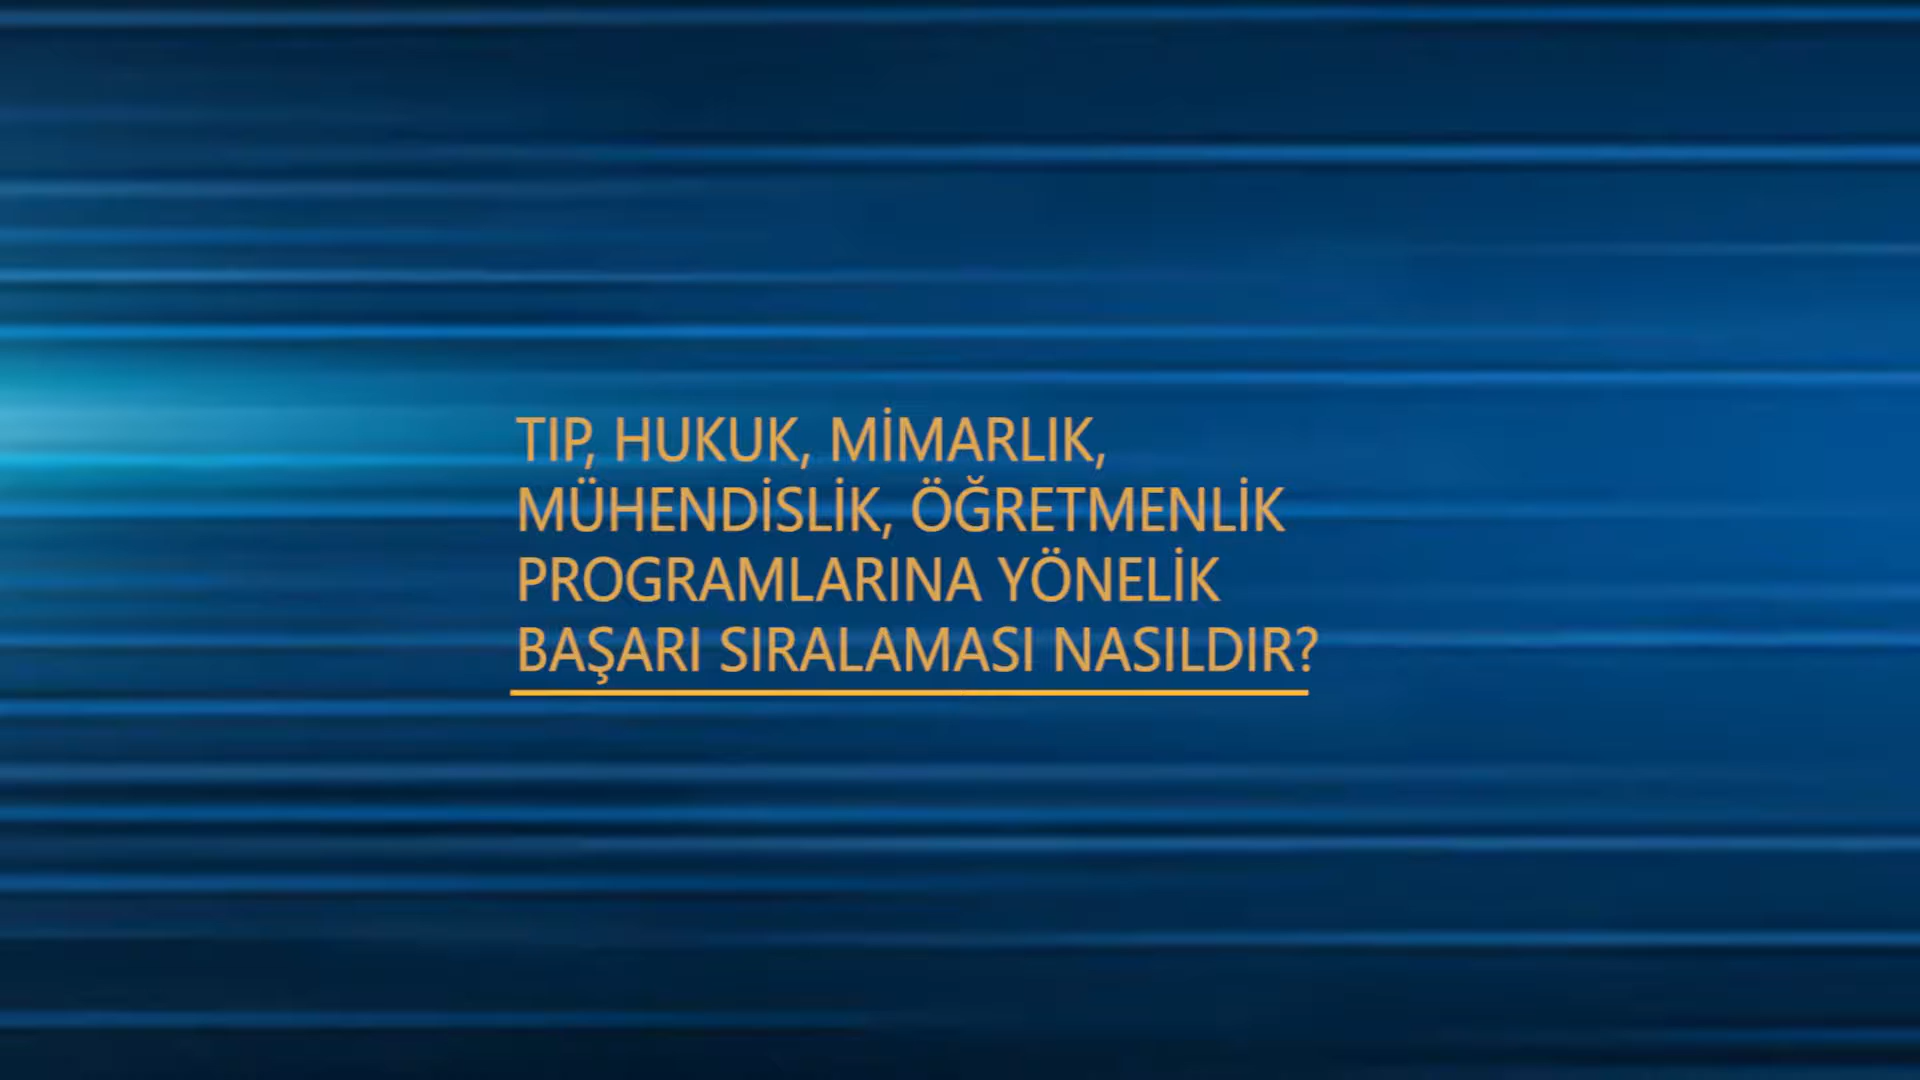 TIP, HUKUK, MİMARLIK,
MÜHENDİSLİK, ÖĞRETMENLİK
PROGRAMLARINA YÖNELİK
BAŞARI SIRALAMASI NASILDIR?